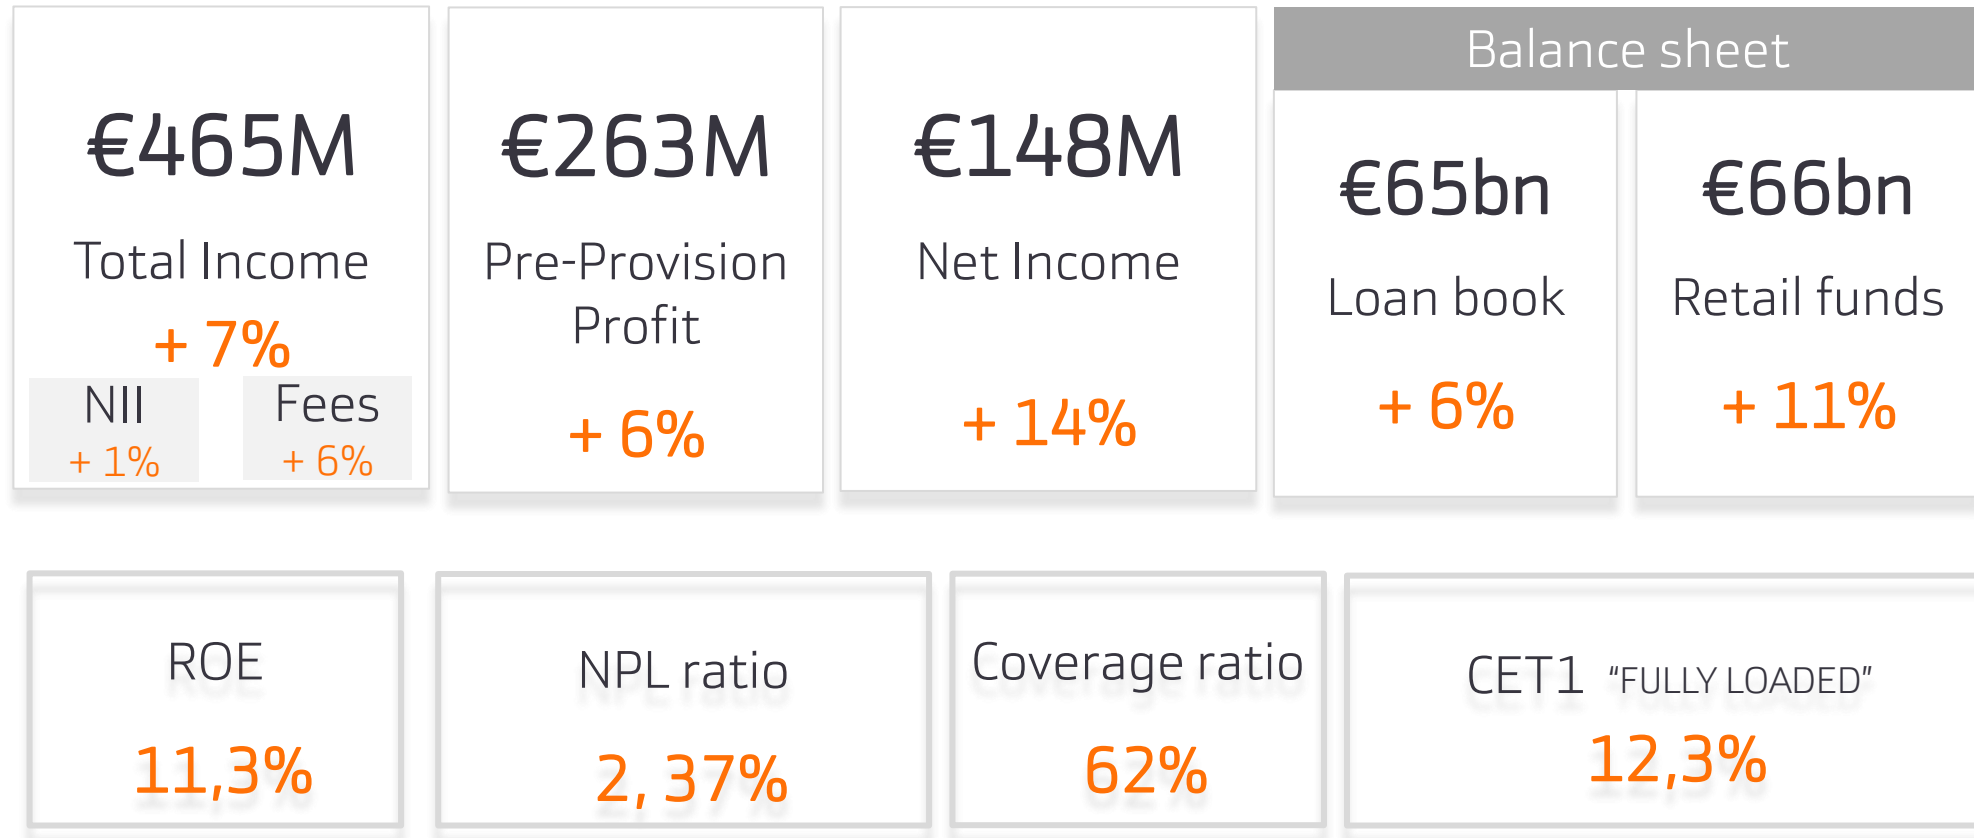 €465M
Total Income
+ 7%
NII
+ 1%
Fees
+ 6%
€263M
Pre-Provision
Profit
+ 6%
€148M
Net Income
+ 14%
Balance sheet
€65bn
Loan book
+ 6%
€66bn
Retail funds
+ 11%
ROE
11,3%
NPL ratio
2, 37%
Coverage ratio
62%
CET1 “FULLY LOADED”
12,3%